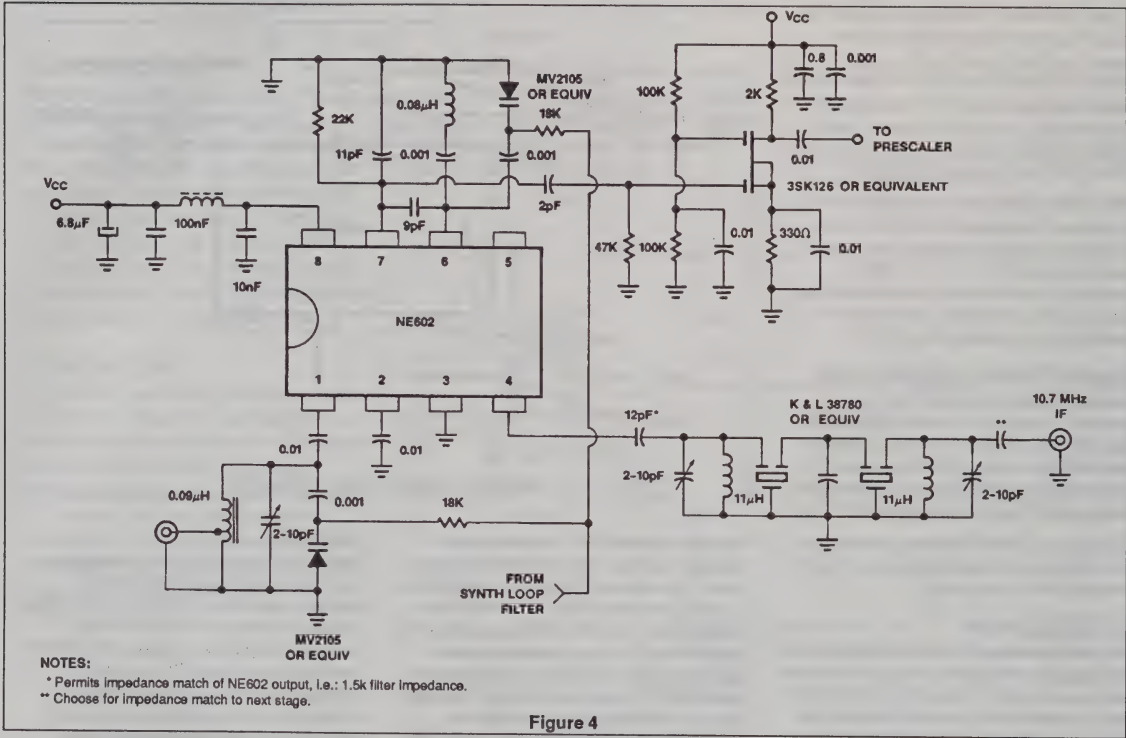 VCC
0.8
0.001
MV2105
OR EQUIV
100K
2K
22K
0.08μH
18K
TO
PRESCALER
0.01
11pF
0.001
0.001
3SK126 OR EQUIVALENT
VCC
2pF
6.8μF
100nF
9pF
47K
100K
0.01
330Ω
0.01
8
7
6
5
10nF
NE602
1
2
3
4
K & L 38780
OR EQUIV
10.7 MHz
IF
12pF*
**
0.01
0.01
2-10pF
11μH
11μH
2-10pF
0.09μH
0.001
18K
2-10pF
FROM
SYNTH LOOP
FILTER
MV2105
OR EQUIV
NOTES:
* Permits impedance match of NE602 output, i.e.: 1.5k filter impedance.
** Choose for impedance match to next stage.
Figure 4